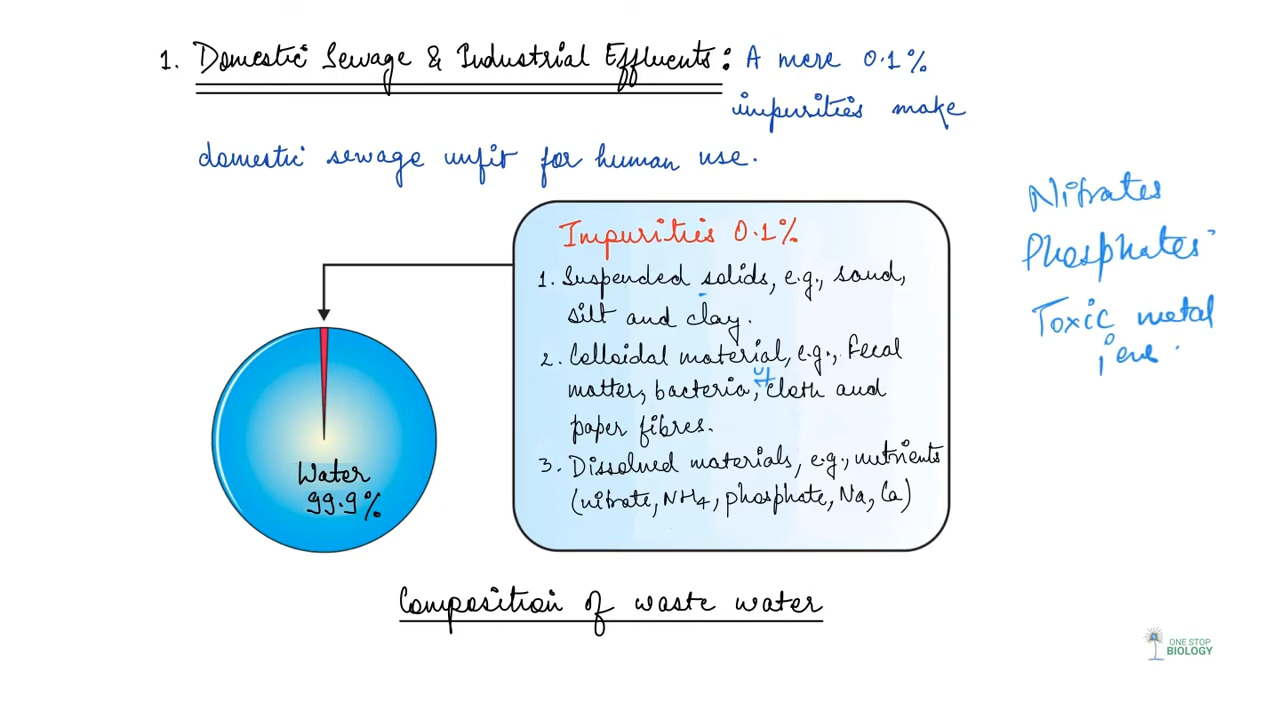 1. Domestic Sewage & Industrial Effluents: A mere 0.1%
impurities make
domestic sewage unfit for human use.
Impurities 0.1%
1. Suspended solids, e.g., sand,
silt and clay.
2. Colloidal material, e.g., fecal
matter, bacteria, cloth and
paper fibres.
3. Dissolved materials, e.g., nutrients
(nitrate, NH4, phosphate, Na, Ca)
Water
99.9%
Composition of waste water
Nitrates
Phosphates
Toxic metal
ONE STOP
BIOLOGY